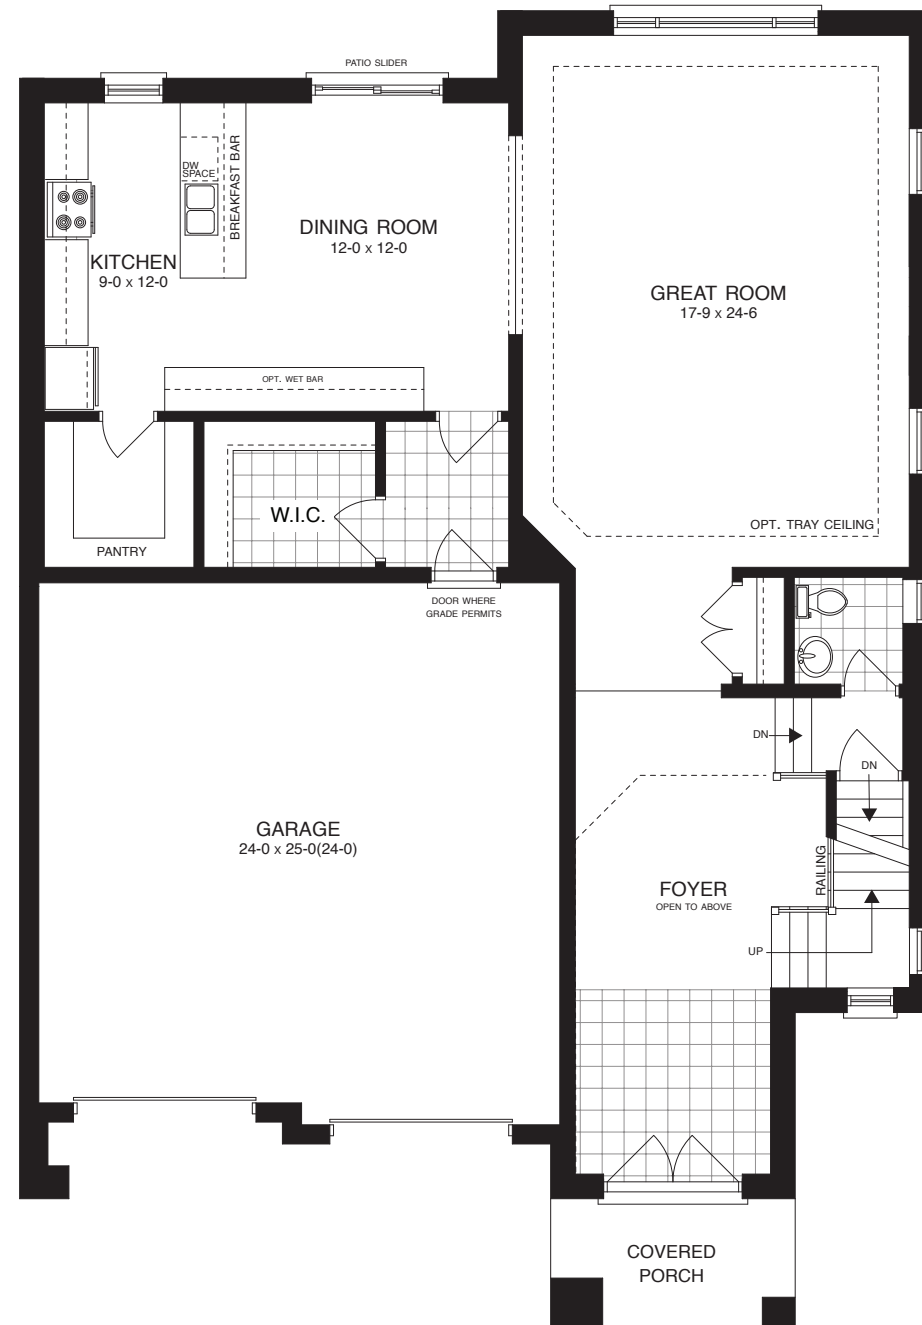 PATIO SLIDER
DW
SPACE
BREAKFAST BAR
DINING ROOM
12-0 x 12-0
KITCHEN
9-0 x 12-0
GREAT ROOM
17-9 x 24-6
OPT. WET BAR
W.I.C.
OPT. TRAY CEILING
PANTRY
DOOR WHERE
GRADE PERMITS
DN
DN
GARAGE
24-0 x 25-0(24-0)
RAILING
FOYER
OPEN TO ABOVE
UP
COVERED
PORCH